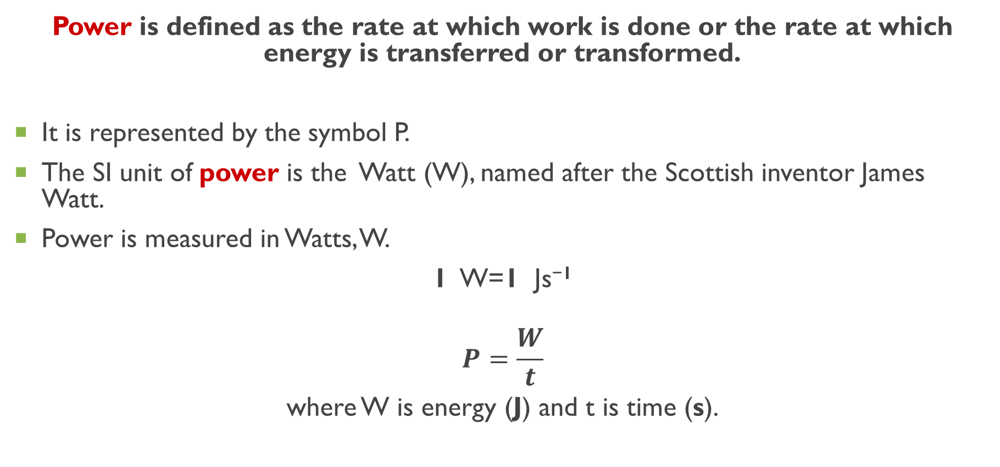 Power is defined as the rate at which work is done or the rate at which
energy is transferred or transformed.
▪ It is represented by the symbol P.
▪ The SI unit of power is the Watt (W), named after the Scottish inventor James
Watt.
▪ Power is measured in Watts, W.
1 W=1 Js⁻¹
P = W/t
where W is energy (J) and t is time (s).